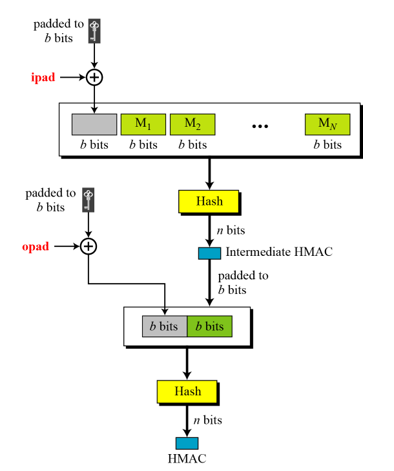 padded to
b bits
ipad
M1 M2 ... MN
b bits b bits b bits b bits
Hash
padded to
b bits
n bits
opad
Intermediate HMAC
padded to
b bits
b bits b bits
Hash
n bits
HMAC